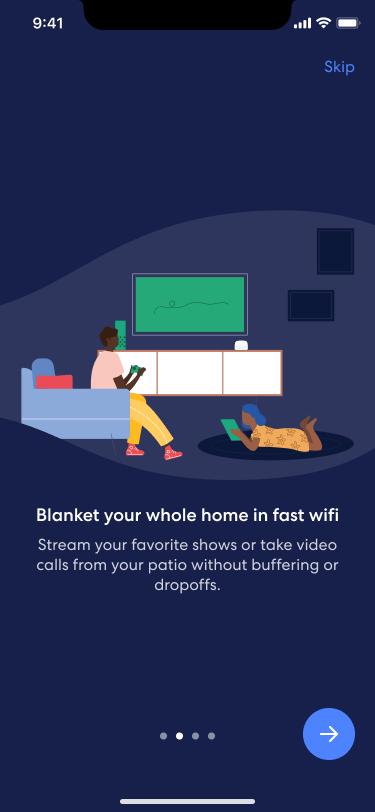 9:41
Skip
Blanket your whole home in fast wifi
Stream your favorite shows or take video
calls from your patio without buffering or
dropoffs.